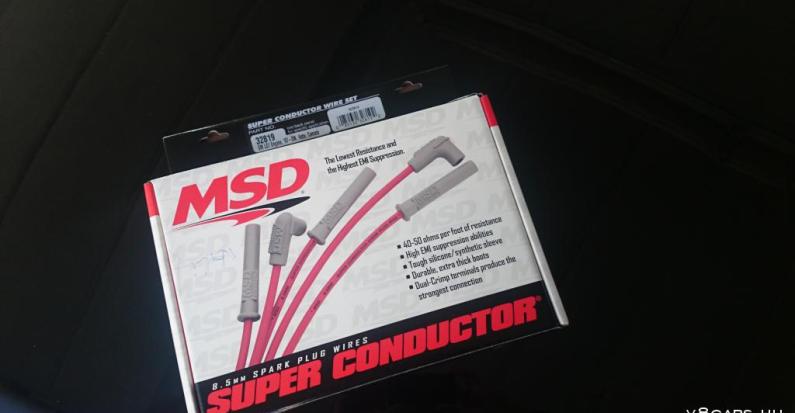 SUPER CONDUCTOR WIRE SET
PART NO.
32819
The Lowest Resistance and
the Highest EMI Suppression.
MSD
40-50 ohms per foot of resistance
High EMI suppression abilities
Tough silicone/synthetic sleeve
Durable, extra thick boots
Dual-Crimp terminals produce the
strongest connection
8.5MM SPARK PLUG WIRES
SUPER CONDUCTOR®